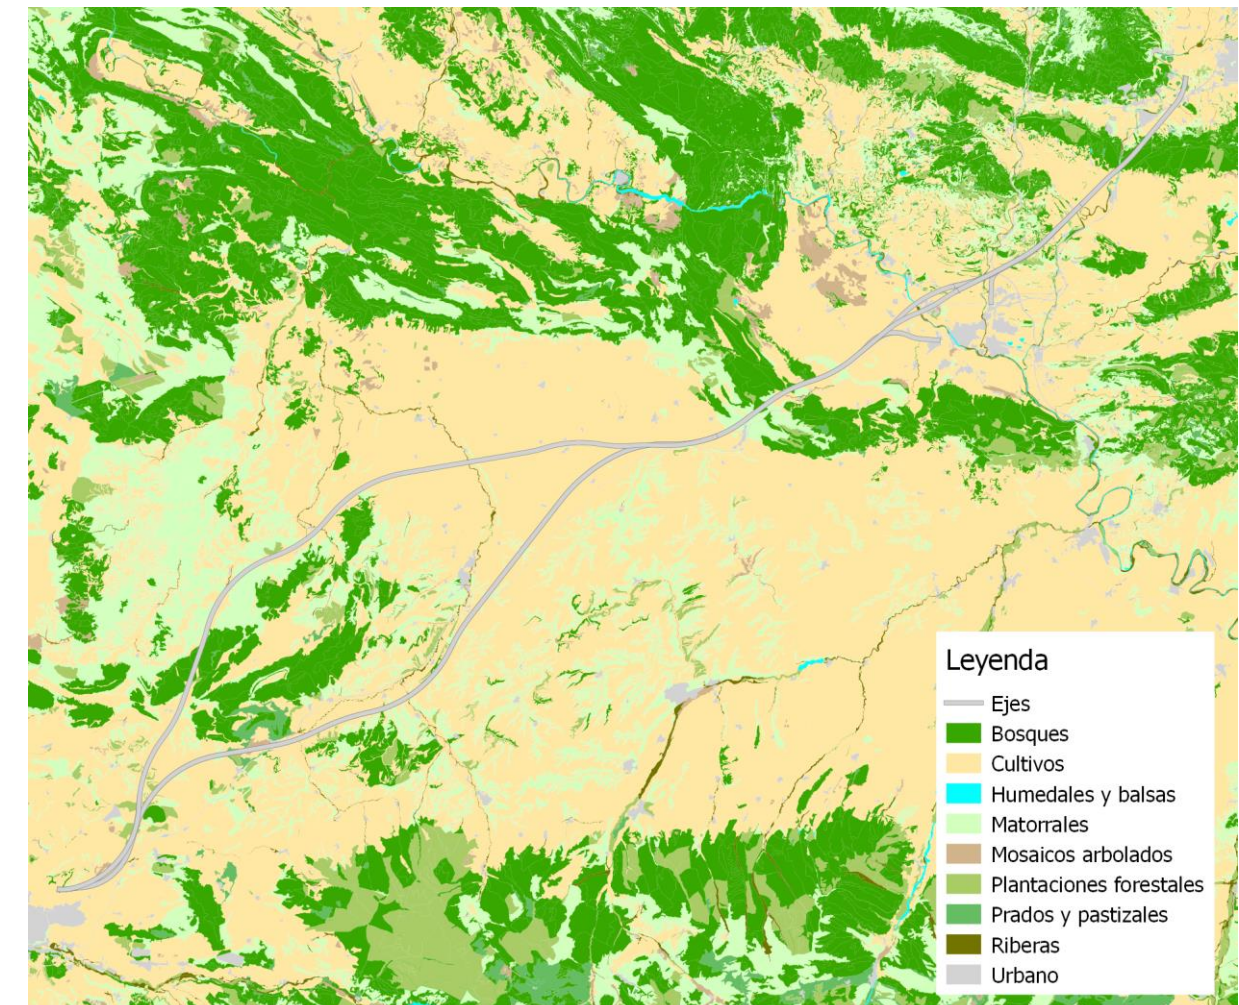 Leyenda
Ejes
Bosques
Cultivos
Humedales y balsas
Matorrales
Mosaicos arbolados
Plantaciones forestales
Prados y pastizales
Riberas
Urbano